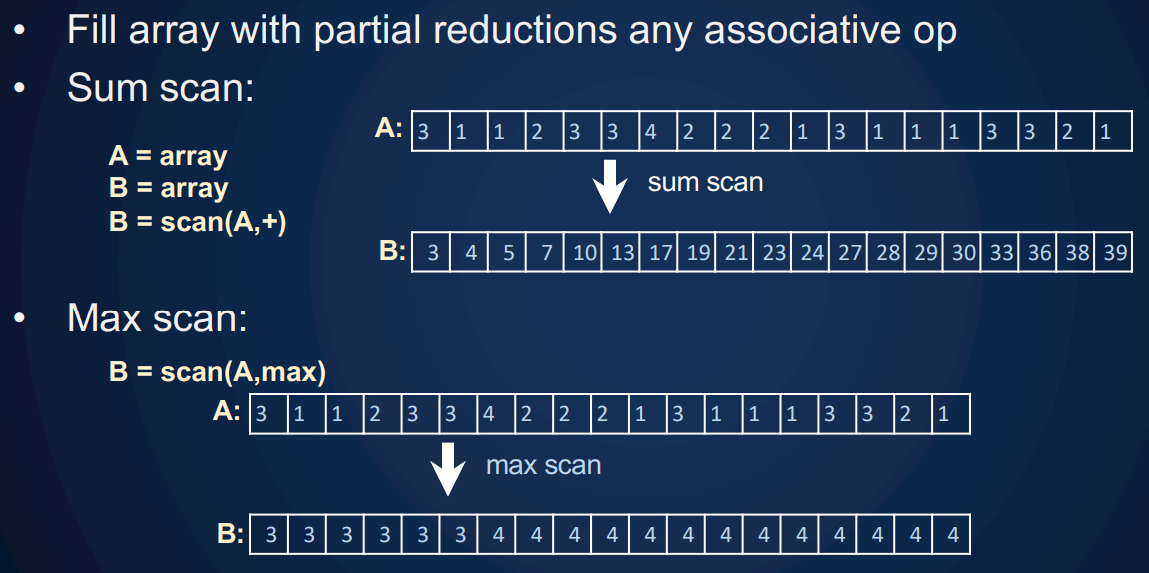 • Fill array with partial reductions any associative op
• Sum scan:
A = array
B = array
B = scan(A,+)
A: 3 1 1 2 3 3 4 2 2 2 1 3 1 1 1 3 3 2 1
sum scan
B: 3 4 5 7 10 13 17 19 21 23 24 27 28 29 30 33 36 38 39
• Max scan:
B = scan(A,max)
A: 3 1 1 2 3 3 4 2 2 2 1 3 1 1 1 3 3 2 1
max scan
B: 3 3 3 3 3 3 4 4 4 4 4 4 4 4 4 4 4 4 4